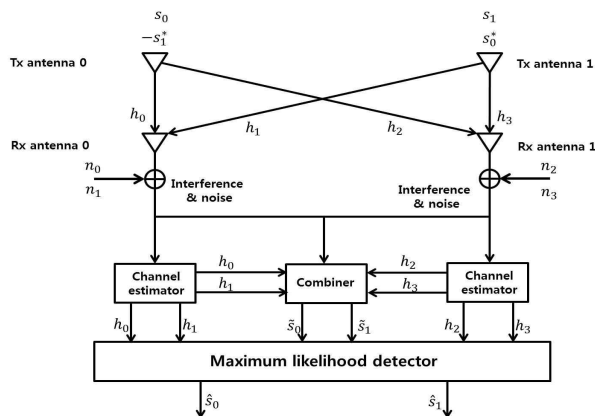 s₀ s₁
−s₁* s₀*
Tx antenna 0 Tx antenna 1
h₀ h₁ h₂ h₃
Rx antenna 0 Rx antenna 1
n₀ n₂
n₁ n₃
Interference & noise
Interference & noise
h₀ h₂
h₁ h₃
Channel estimator
Combiner
Channel estimator
h₀ h₁ s̃₀ s̃₁ h₂ h₃
Maximum likelihood detector
ŝ₀ ŝ₁